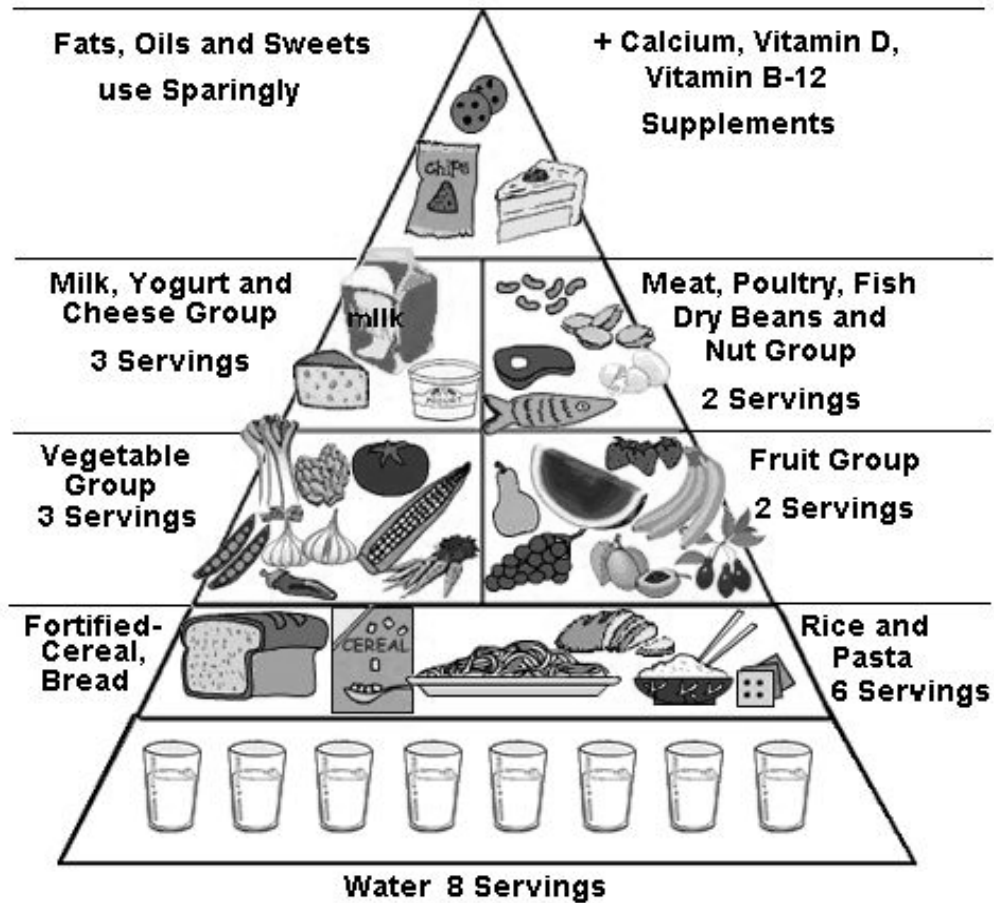 Fats, Oils and Sweets
use Sparingly
+ Calcium, Vitamin D,
Vitamin B-12
Supplements
chips
Milk, Yogurt and
Cheese Group
3 Servings
milk
YOGURT
Meat, Poultry, Fish
Dry Beans and
Nut Group
2 Servings
Vegetable
Group
3 Servings
Fruit Group
2 Servings
Fortified-
Cereal,
Bread
CEREAL
Rice and
Pasta
6 Servings
Water 8 Servings